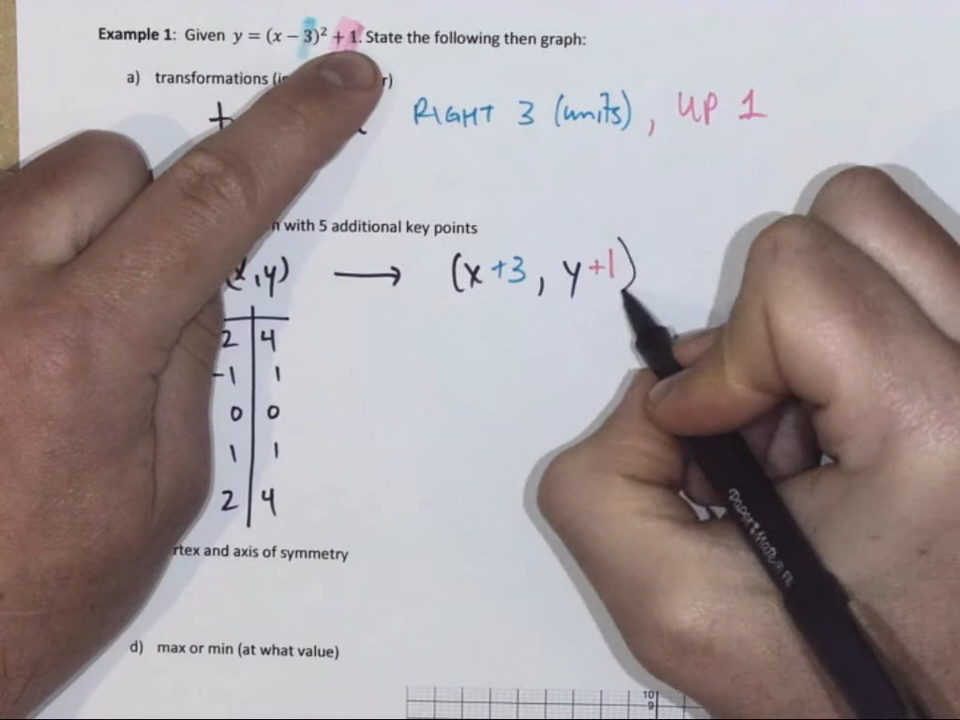 Example 1: Given y = (x − 3)² + 1. State the following then graph:
a) transformations
RIGHT 3 (units), UP 1
with 5 additional key points
,y) → (x +3, y +1)
2 | 4
-1 | 1
0 | 0
1 | 1
2 | 4
and axis of symmetry
d) max or min (at what value)
10
9